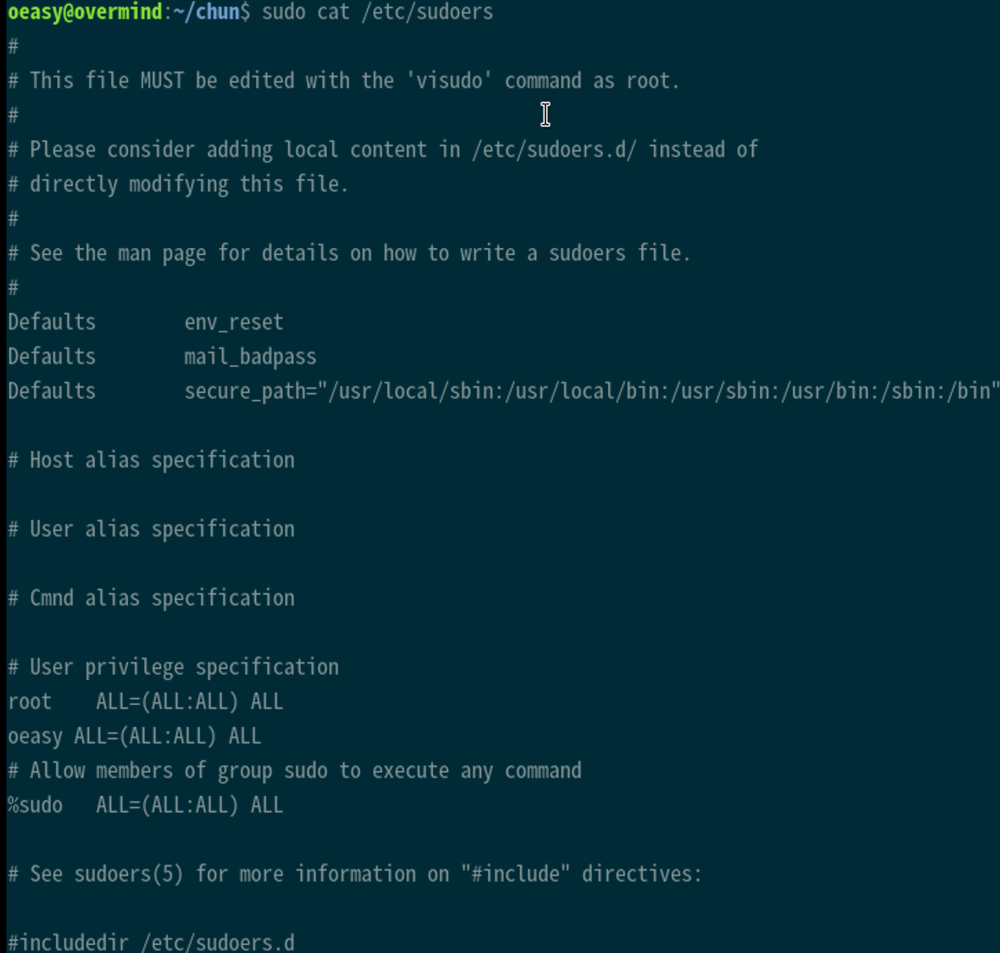 oeasy@overmind:~/chun$ sudo cat /etc/sudoers
#
# This file MUST be edited with the 'visudo' command as root.
#
# Please consider adding local content in /etc/sudoers.d/ instead of
# directly modifying this file.
#
# See the man page for details on how to write a sudoers file.
#
Defaults        env_reset
Defaults        mail_badpass
Defaults        secure_path="/usr/local/sbin:/usr/local/bin:/usr/sbin:/usr/bin:/sbin:/bin"

# Host alias specification

# User alias specification

# Cmnd alias specification

# User privilege specification
root    ALL=(ALL:ALL) ALL
oeasy ALL=(ALL:ALL) ALL
# Allow members of group sudo to execute any command
%sudo   ALL=(ALL:ALL) ALL

# See sudoers(5) for more information on "#include" directives:

#includedir /etc/sudoers.d